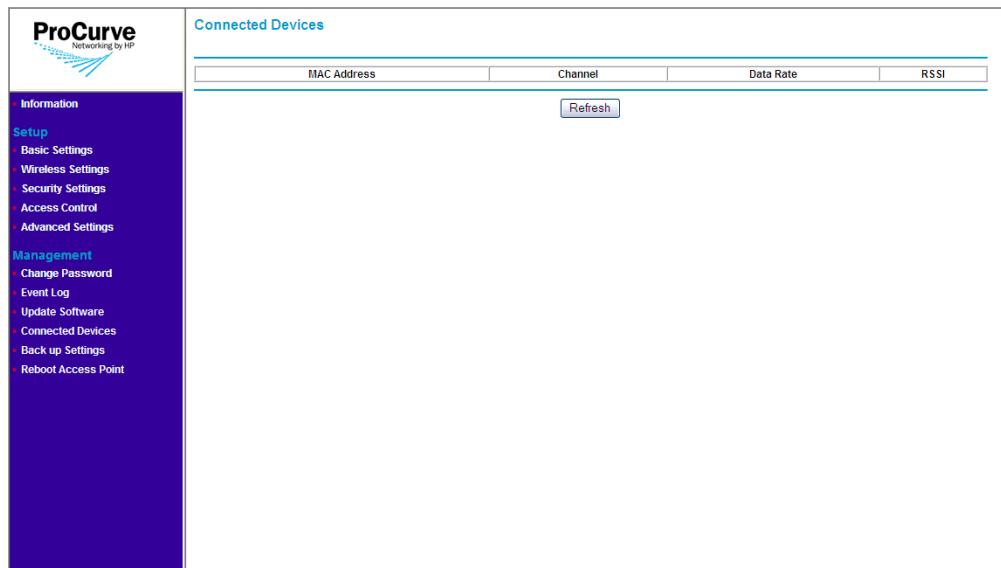 ProCurve
Networking by HP
Information
Setup
Basic Settings
Wireless Settings
Security Settings
Access Control
Advanced Settings
Management
Change Password
Event Log
Update Software
Connected Devices
Back up Settings
Reboot Access Point
Connected Devices
MAC Address Channel Data Rate RSSI
Refresh